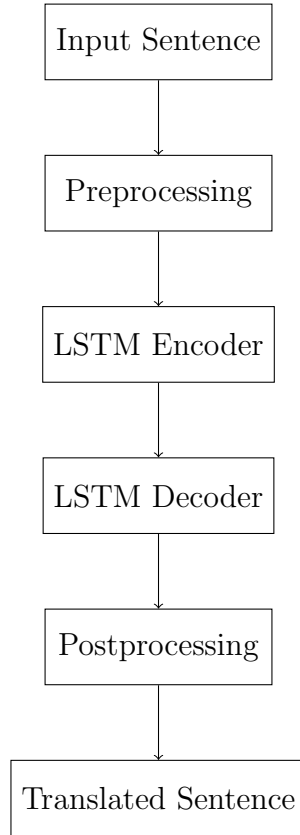 Input Sentence
Preprocessing
LSTM Encoder
LSTM Decoder
Postprocessing
Translated Sentence